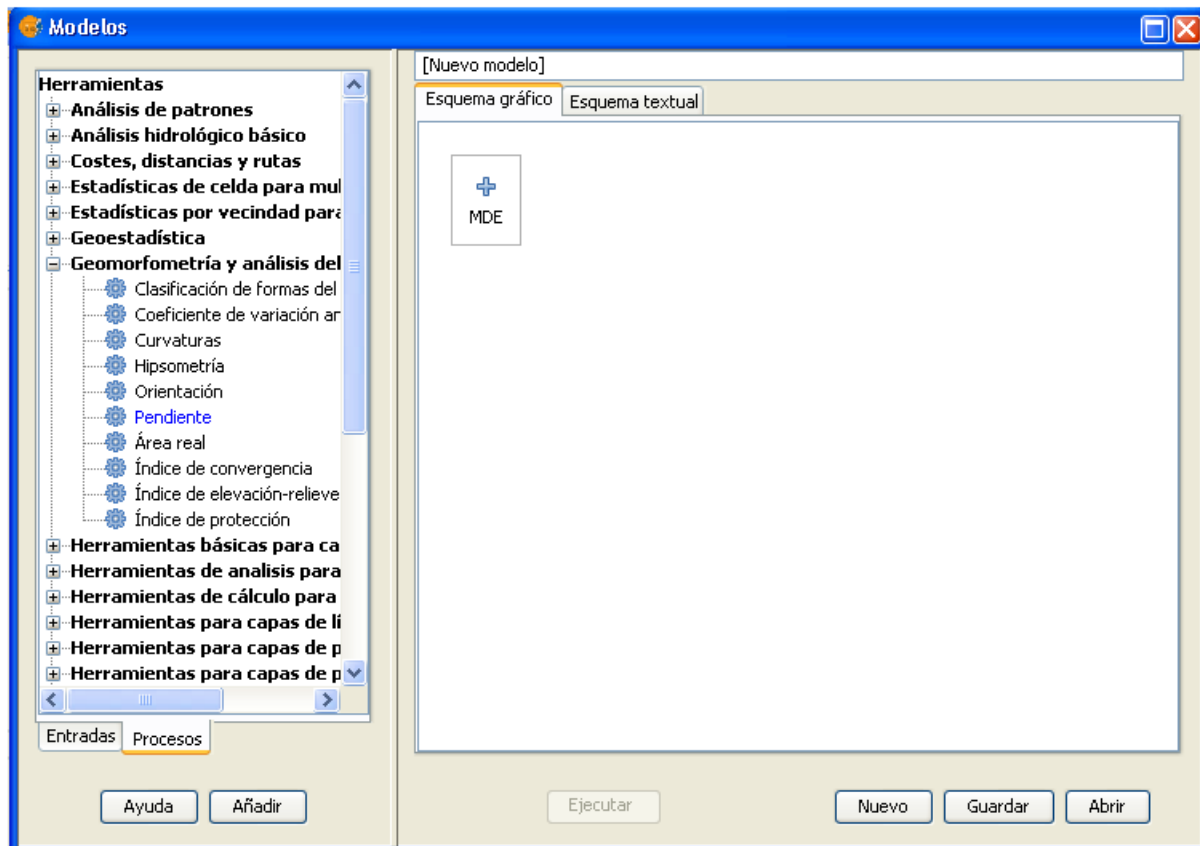 Modelos
Herramientas
Análisis de patrones
Análisis hidrológico básico
Costes, distancias y rutas
Estadísticas de celda para mul
Estadísticas por vecindad para
Geoestadística
Geomorfometría y análisis del
Clasificación de formas del
Coeficiente de variación an
Curvaturas
Hipsometría
Orientación
Pendiente
Área real
Índice de convergencia
Índice de elevación-relieve
Índice de protección
Herramientas básicas para ca
Herramientas de analisis para
Herramientas de cálculo para
Herramientas para capas de lí
Herramientas para capas de p
Herramientas para capas de p
Entradas
Procesos
Ayuda
Añadir
[Nuevo modelo]
Esquema gráfico
Esquema textual
MDE
Ejecutar
Nuevo
Guardar
Abrir